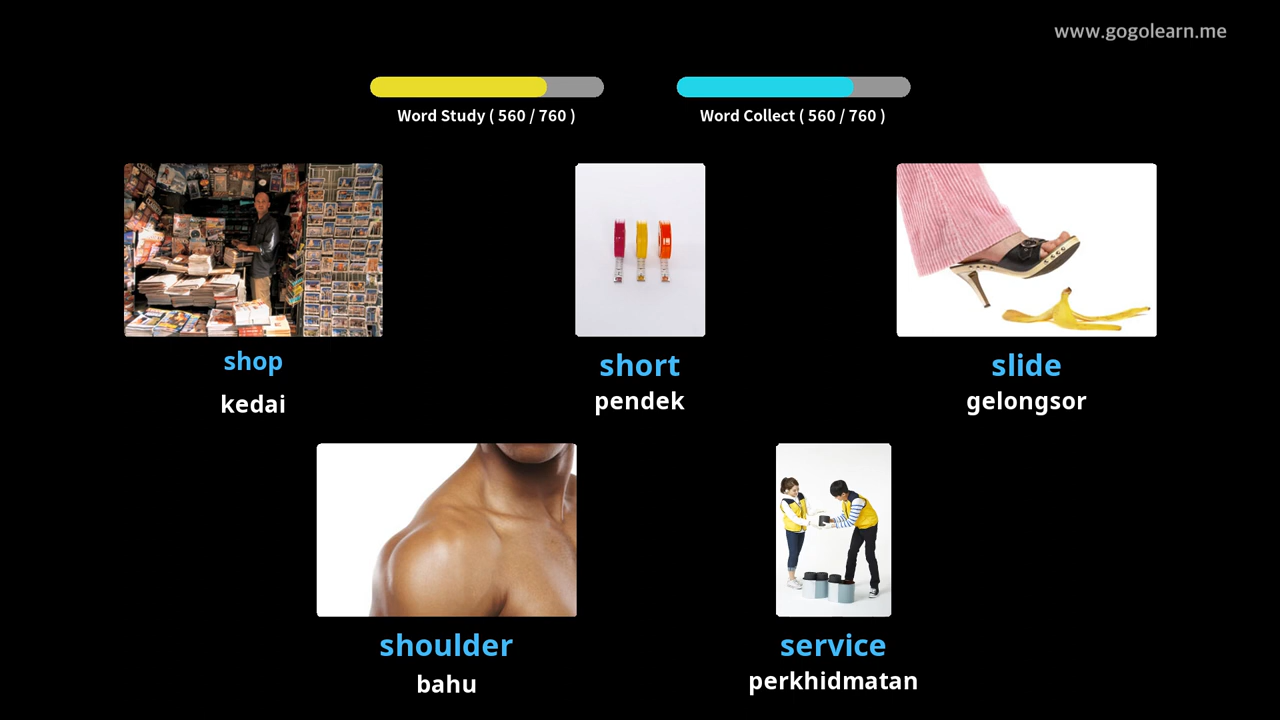 www.gogolearn.me
Word Study ( 560 / 760 )
Word Collect ( 560 / 760 )
shop
kedai
short
pendek
slide
gelongsor
shoulder
bahu
service
perkhidmatan